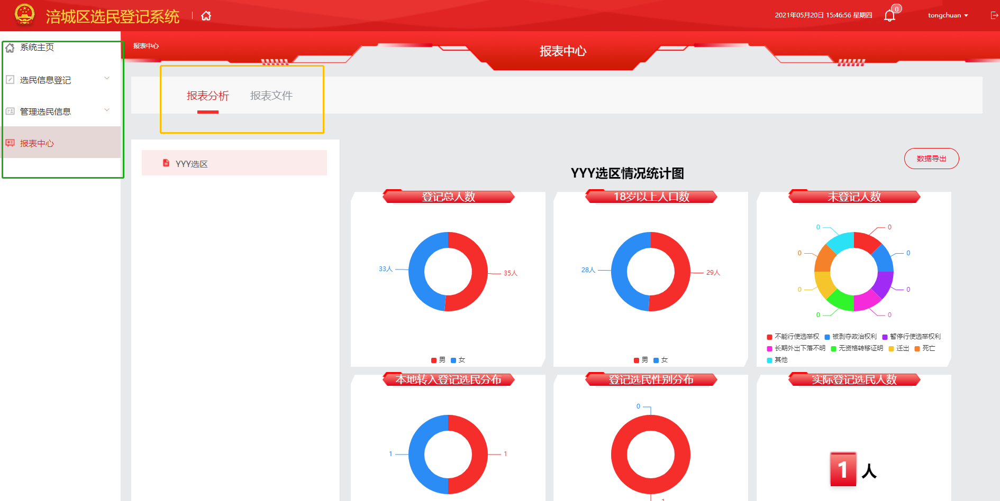 涪城区选民登记系统
2021年05月20日 15:46:56 星期四
0
tongchuan
系统主页
选民信息登记
管理选民信息
报表中心
报表中心
报表中心
报表分析
报表文件
YYY选区
数据导出
YYY选区情况统计图
登记总人数
33人
35人
男
女
18岁以上人口数
28人
29人
男
女
未登记人数
0
0
0
0
0
0
0
0
不能行使选举权
被剥夺政治权利
暂停行使选举权利
长期外出下落不明
无资格转移证明
迁出
死亡
其他
本地转入登记选民分布
1
1
登记选民性别分布
0
1
实际登记选民人数
1 人